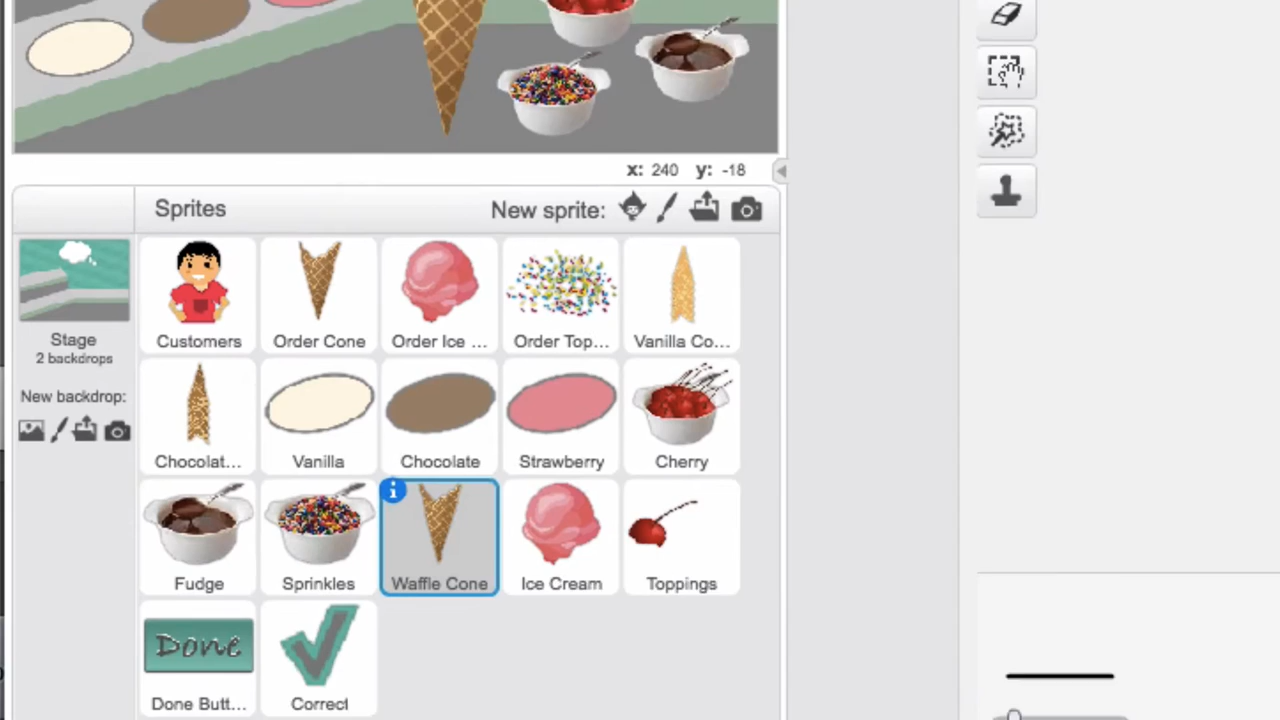 x: 240 y: -18
Sprites
New sprite:
Stage
2 backdrops
New backdrop:
Customers
Order Cone
Order Ice ...
Order Top...
Vanilla Co...
Chocolat...
Vanilla
Chocolate
Strawberry
Cherry
Fudge
Sprinkles
Waffle Cone
Ice Cream
Toppings
Done
Done Butt...
Correct